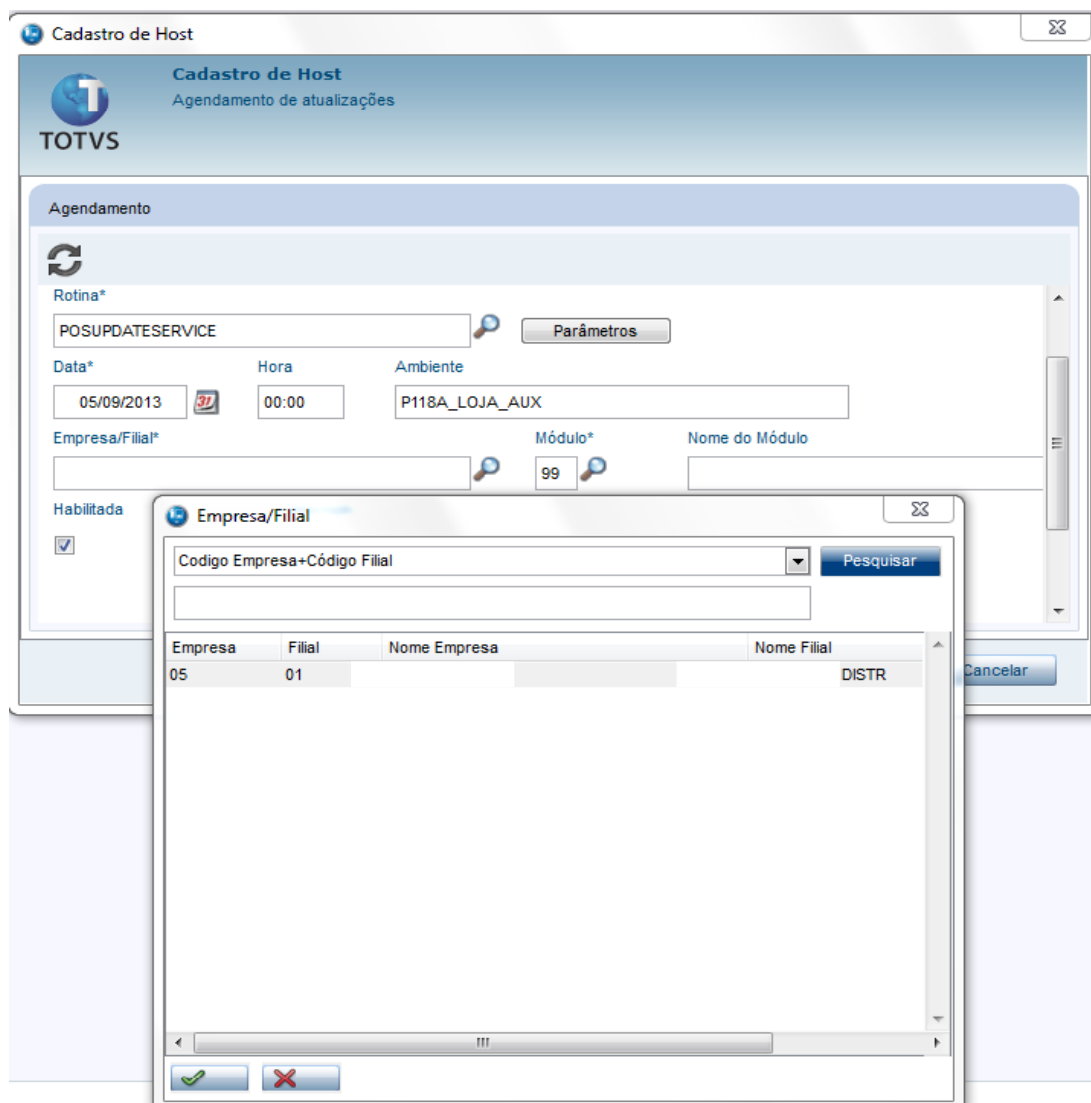 Cadastro de Host
Cadastro de Host
Agendamento de atualizações
TOTVS
Agendamento
Rotina*
POSUPDATESERVICE Parâmetros
Data* Hora Ambiente
05/09/2013 31 00:00 P118A_LOJA_AUX
Empresa/Filial* Módulo* Nome do Módulo
99
Habilitada
Empresa/Filial
Codigo Empresa+Código Filial Pesquisar
Empresa Filial Nome Empresa Nome Filial
05 01 DISTR
Cancelar